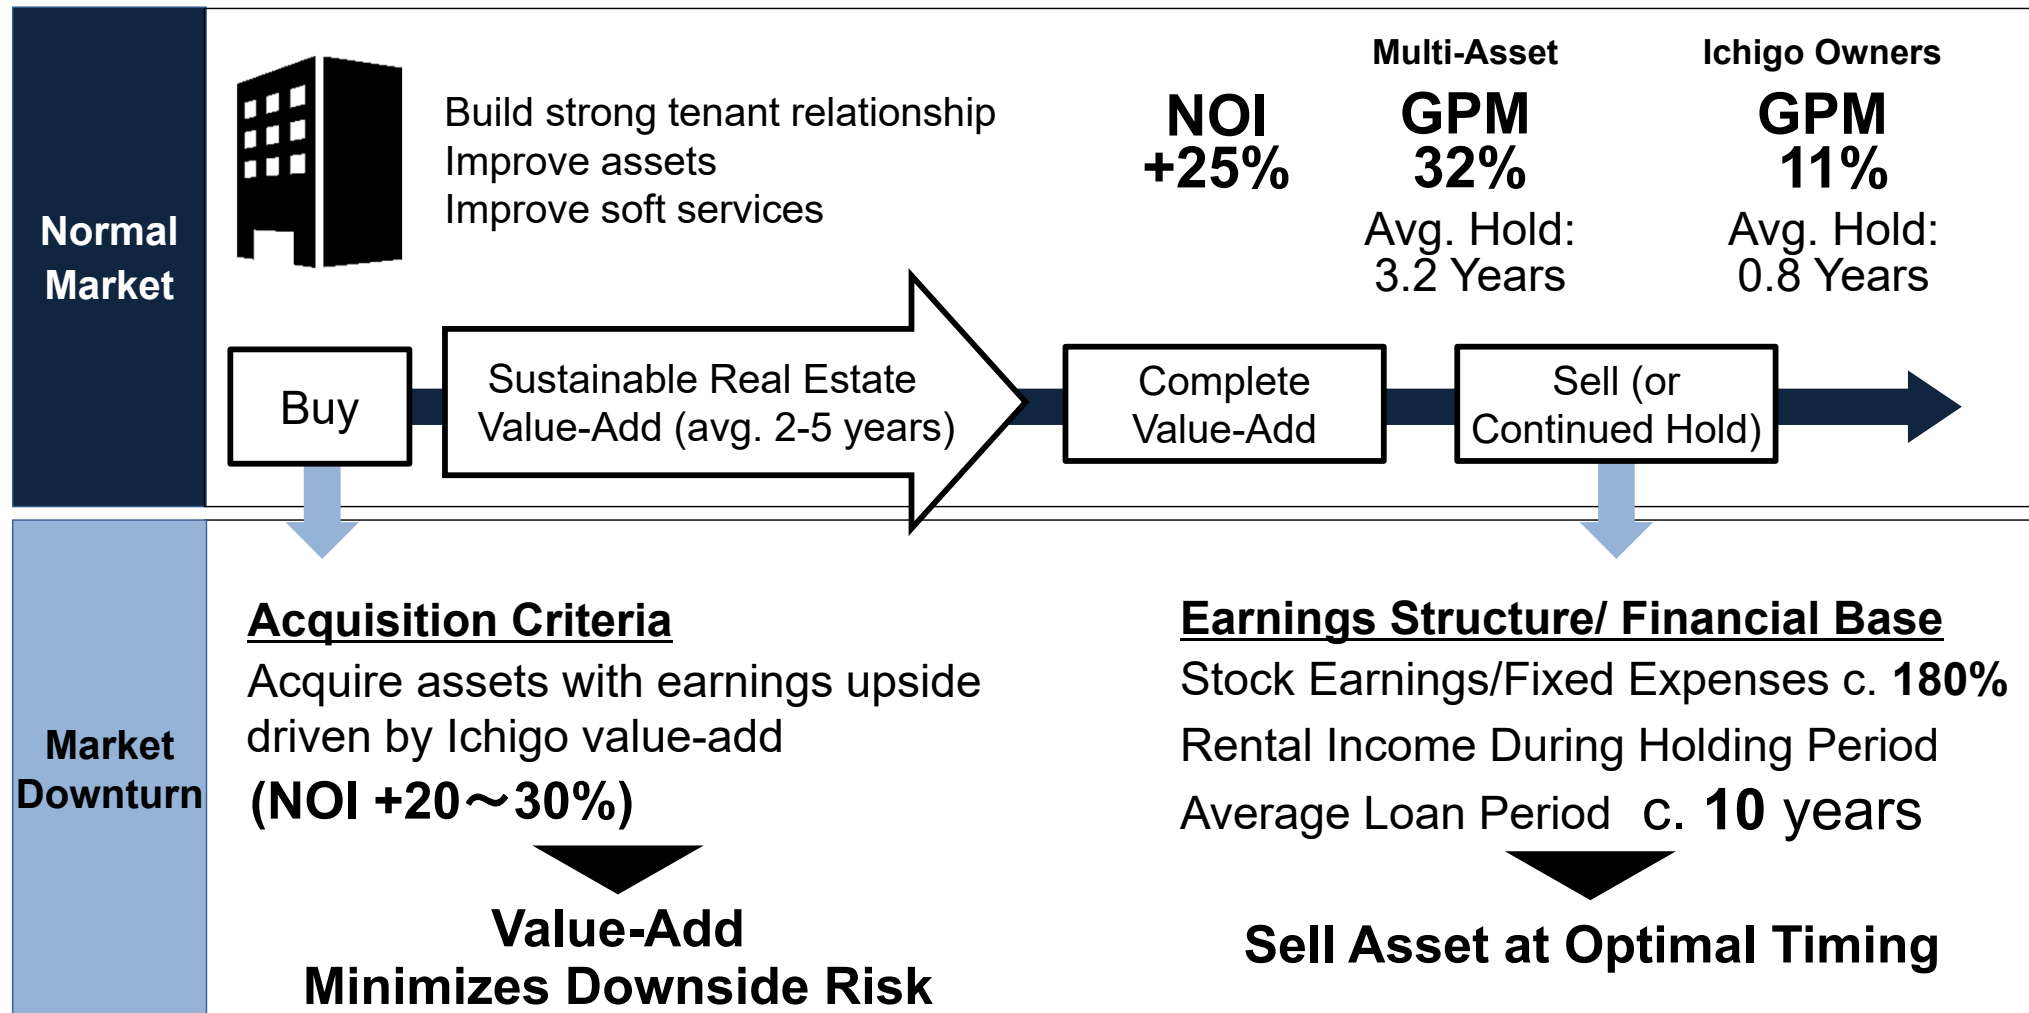 Normal
Market
Build strong tenant relationship
Improve assets
Improve soft services
NOI
+25%
Multi-Asset
GPM
32%
Avg. Hold:
3.2 Years
Ichigo Owners
GPM
11%
Avg. Hold:
0.8 Years
Buy
Sustainable Real Estate
Value-Add (avg. 2-5 years)
Complete
Value-Add
Sell (or
Continued Hold)
Market
Downturn
Acquisition Criteria
Acquire assets with earnings upside
driven by Ichigo value-add
(NOI +20～30%)
Value-Add
Minimizes Downside Risk
Earnings Structure/ Financial Base
Stock Earnings/Fixed Expenses c. 180%
Rental Income During Holding Period
Average Loan Period c. 10 years
Sell Asset at Optimal Timing